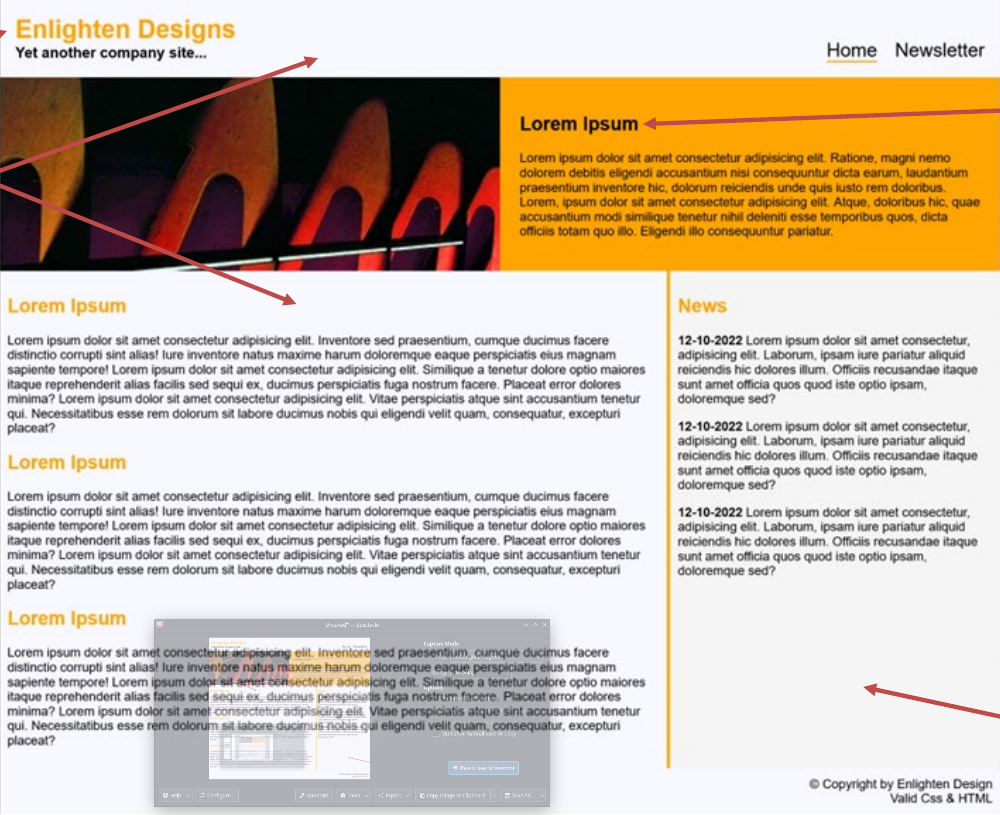 Enlighten Designs
Yet another company site...
Home Newsletter
Lorem Ipsum
Lorem ipsum dolor sit amet consectetur adipisicing elit. Ratione, magni nemo
dolorem debitis eligendi accusantium nisi consequuntur dicta earum, laudantium
praesentium inventore hic, dolorum reiciendis unde quis iusto rem doloribus.
Lorem, ipsum dolor sit amet consectetur adipisicing elit. Atque, doloribus hic, quae
accusantium modi similique tenetur nihil deleniti esse temporibus quos, dicta
officiis totam quo illo. Eligendi illo consequuntur pariatur.
Lorem Ipsum
Lorem ipsum dolor sit amet consectetur adipisicing elit. Inventore sed praesentium, cumque ducimus facere
distinctio corrupti sint alias! Iure inventore natus maxime harum doloremque eaque perspiciatis eius magnam
sapiente tempore! Lorem ipsum dolor sit amet consectetur adipisicing elit. Similique a tenetur dolore optio maiores
itaque reprehenderit alias facilis sed sequi ex, ducimus perspiciatis fuga nostrum facere. Placeat error dolores
minima? Lorem ipsum dolor sit amet consectetur adipisicing elit. Vitae perspiciatis atque sint accusantium tenetur
qui. Necessitatibus esse rem dolorum sit labore ducimus nobis qui eligendi velit quam, consequatur, excepturi
placeat?
Lorem Ipsum
Lorem ipsum dolor sit amet consectetur adipisicing elit. Inventore sed praesentium, cumque ducimus facere
distinctio corrupti sint alias! Iure inventore natus maxime harum doloremque eaque perspiciatis eius magnam
sapiente tempore! Lorem ipsum dolor sit amet consectetur adipisicing elit. Similique a tenetur dolore optio maiores
itaque reprehenderit alias facilis sed sequi ex, ducimus perspiciatis fuga nostrum facere. Placeat error dolores
minima? Lorem ipsum dolor sit amet consectetur adipisicing elit. Vitae perspiciatis atque sint accusantium tenetur
qui. Necessitatibus esse rem dolorum sit labore ducimus nobis qui eligendi velit quam, consequatur, excepturi
placeat?
Lorem Ipsum
Lorem ipsum dolor sit amet consectetur adipisicing elit. Inventore sed praesentium, cumque ducimus facere
distinctio corrupti sint alias! Iure inventore natus maxime harum doloremque eaque perspiciatis eius magnam
sapiente tempore! Lorem ipsum dolor sit amet consectetur adipisicing elit. Similique a tenetur dolore optio maiores
itaque reprehenderit alias facilis sed sequi ex, ducimus perspiciatis fuga nostrum facere. Placeat error dolores
minima? Lorem ipsum dolor sit amet consectetur adipisicing elit. Vitae perspiciatis atque sint accusantium tenetur
qui. Necessitatibus esse rem dolorum sit labore ducimus nobis qui eligendi velit quam, consequatur, excepturi
placeat?
News
12-10-2022 Lorem ipsum dolor sit amet consectetur,
adipisicing elit. Laborum, ipsam iure pariatur aliquid
reiciendis hic dolores illum. Officiis recusandae itaque
sunt amet officia quos quod iste optio ipsam,
doloremque sed?
12-10-2022 Lorem ipsum dolor sit amet consectetur,
adipisicing elit. Laborum, ipsam iure pariatur aliquid
reiciendis hic dolores illum. Officiis recusandae itaque
sunt amet officia quos quod iste optio ipsam,
doloremque sed?
12-10-2022 Lorem ipsum dolor sit amet consectetur,
adipisicing elit. Laborum, ipsam iure pariatur aliquid
reiciendis hic dolores illum. Officiis recusandae itaque
sunt amet officia quos quod iste optio ipsam,
doloremque sed?
Unsaved* — Spectacle
Capture Mode
Quit after manual Save or Copy
Take a New Screenshot
Help Configure... Annotate Tools Export Copy Image to Clipboard Save As...
© Copyright by Enlighten Design
Valid Css & HTML